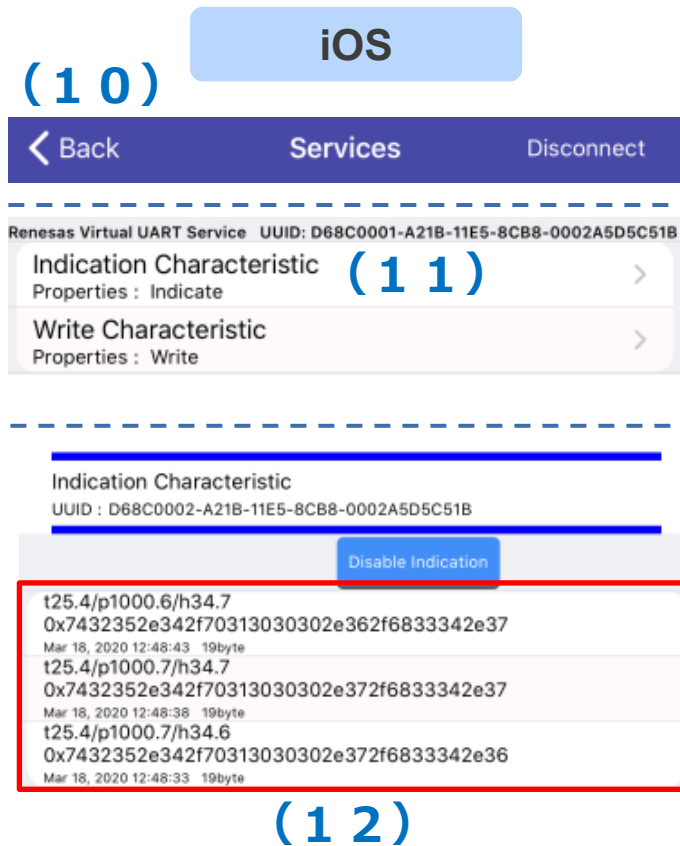 iOS
(10)
Back Services Disconnect
Renesas Virtual UART Service UUID: D68C0001-A21B-11E5-8CB8-0002A5D5C51B
Indication Characteristic (11)
Properties : Indicate
Write Characteristic
Properties : Write
Indication Characteristic
UUID : D68C0002-A21B-11E5-8CB8-0002A5D5C51B
Disable Indication
t25.4/p1000.6/h34.7
0x7432352e342f70313030302e362f6833342e37
Mar 18, 2020 12:48:43 19byte
t25.4/p1000.7/h34.7
0x7432352e342f70313030302e372f6833342e37
Mar 18, 2020 12:48:38 19byte
t25.4/p1000.7/h34.6
0x7432352e342f70313030302e372f6833342e36
Mar 18, 2020 12:48:33 19byte
(12)